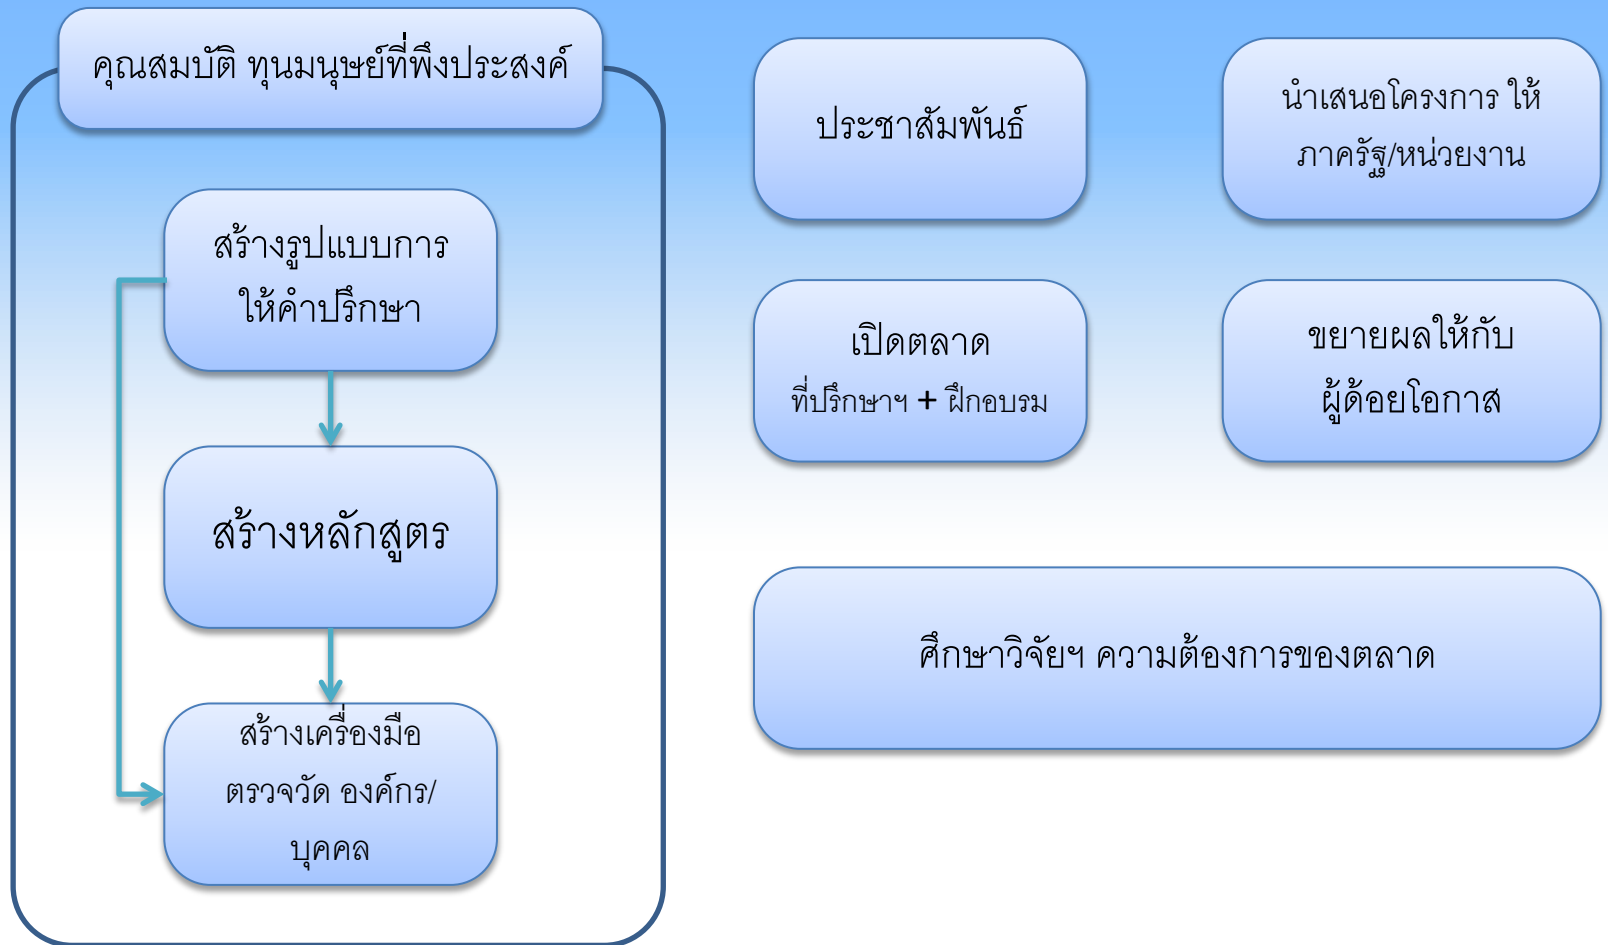 คุณสมบัติ ทุนมนุษย์ที่พึงประสงค์
สร้างรูปแบบการ
ให้คำปรึกษา
สร้างหลักสูตร
สร้างเครื่องมือ
ตรวจวัด องค์กร/
บุคคล
ประชาสัมพันธ์
นำเสนอโครงการ ให้
ภาครัฐ/หน่วยงาน
เปิดตลาด
ที่ปรึกษาฯ + ฝึกอบรม
ขยายผลให้กับ
ผู้ด้อยโอกาส
ศึกษาวิจัยฯ ความต้องการของตลาด